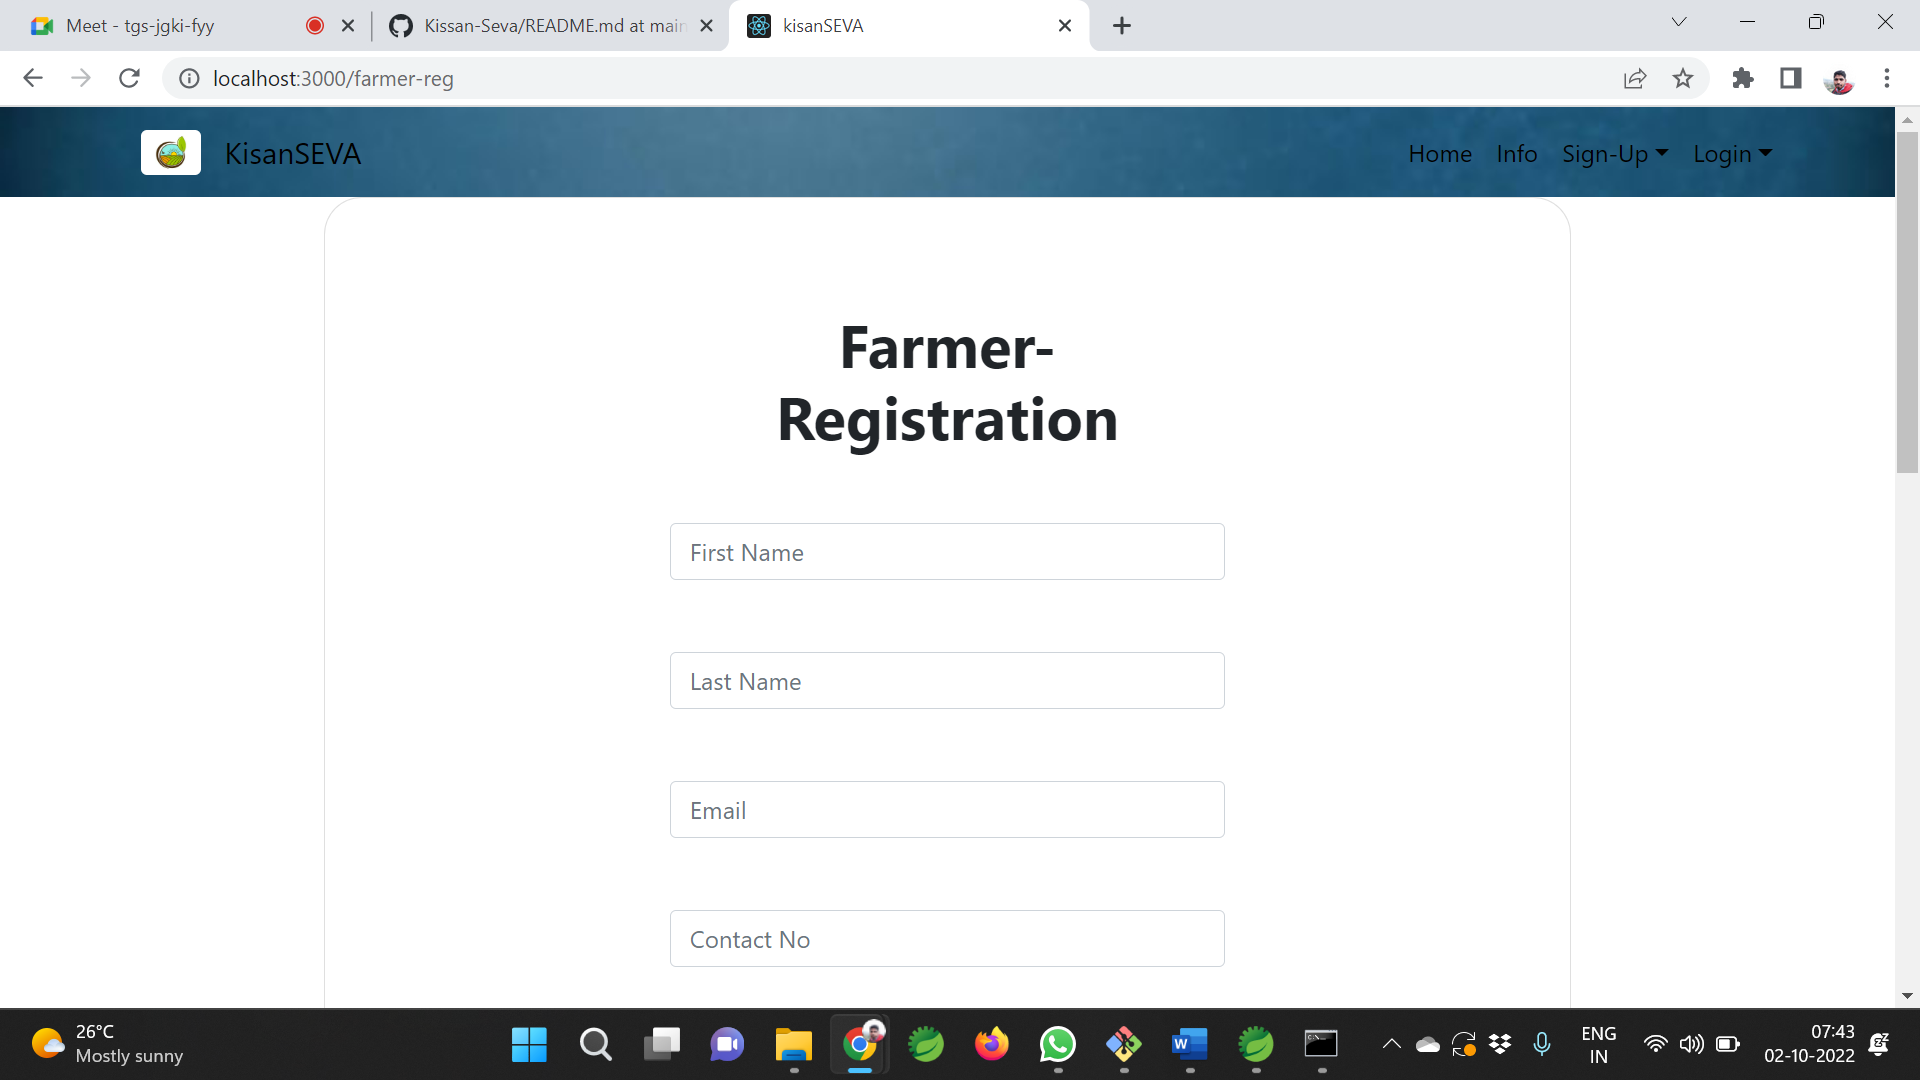 Meet - tgs-jgki-fyy
Kissan-Seva/README.md at main
kisanSEVA
localhost:3000/farmer-reg
KisanSEVA
Home
Info
Sign-Up
Login
Farmer-
Registration
First Name
Last Name
Email
Contact No
26°C
Mostly sunny
ENG
IN
07:43
02-10-2022